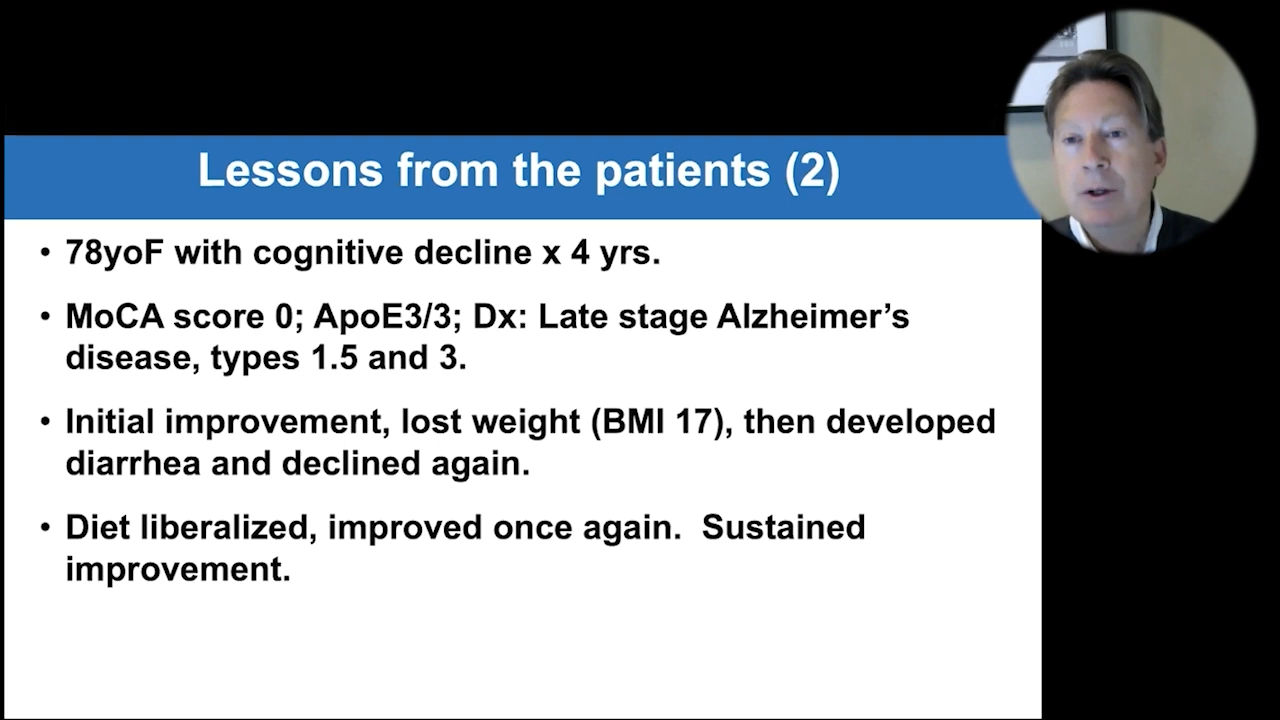 Lessons from the patients (2)
• 78yoF with cognitive decline x 4 yrs.
• MoCA score 0; ApoE3/3; Dx: Late stage Alzheimer’s
disease, types 1.5 and 3.
• Initial improvement, lost weight (BMI 17), then developed
diarrhea and declined again.
• Diet liberalized, improved once again.  Sustained
improvement.